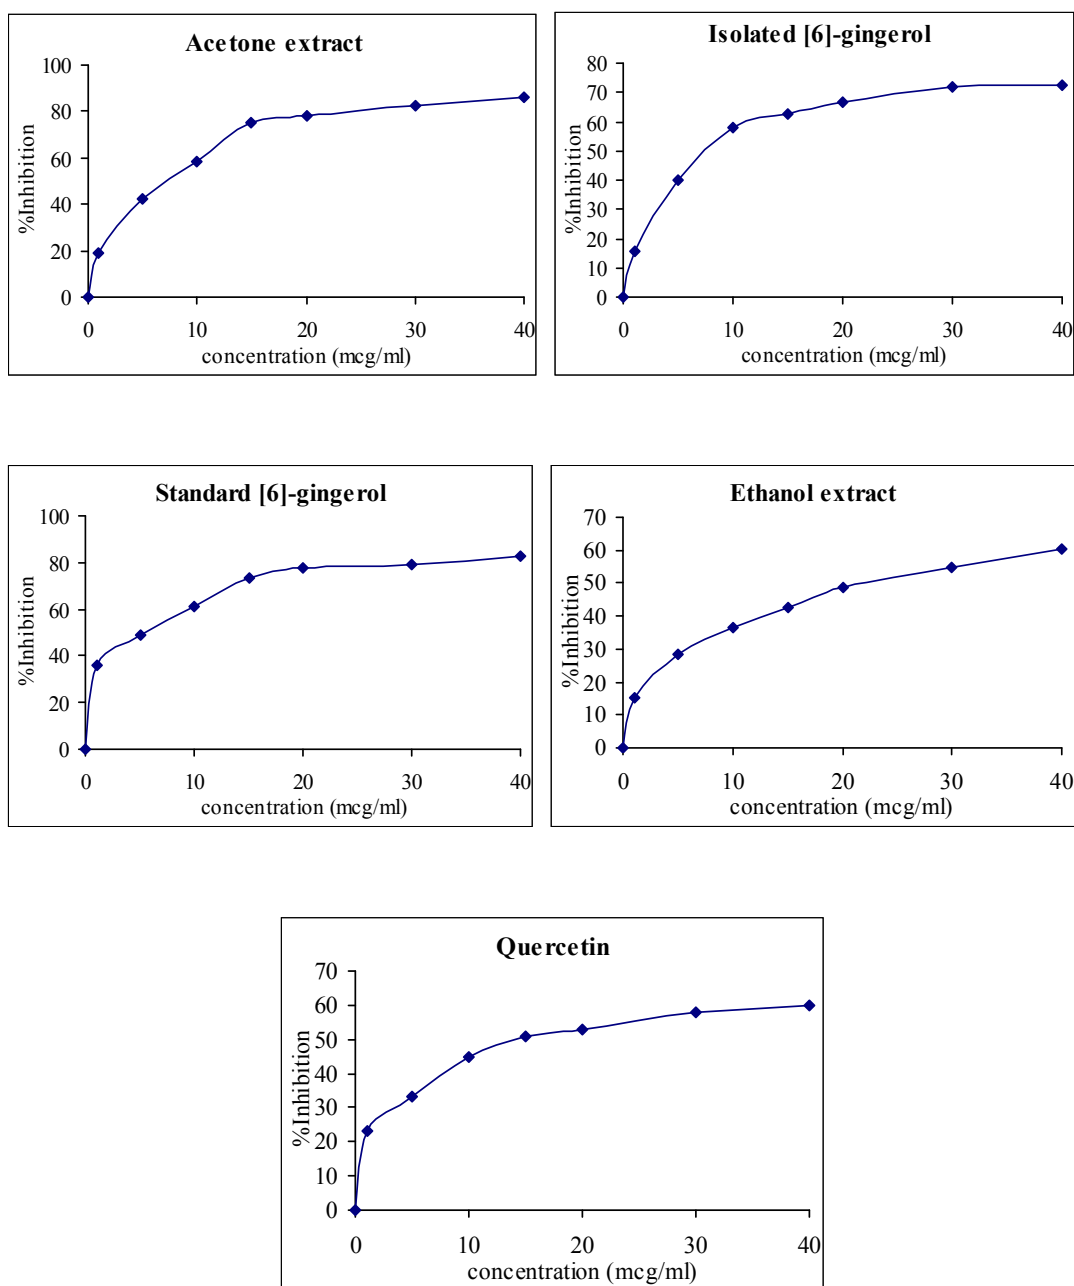 Acetone extract
100
80
60
40
20
0
%Inhibition
0 10 20 30 40
concentration (mcg/ml)
Isolated [6]-gingerol
80
70
60
50
40
30
20
10
0
%Inhibition
0 10 20 30 40
concentration (mcg/ml)
Standard [6]-gingerol
100
80
60
40
20
0
%Inhibition
0 10 20 30 40
concentration (mcg/ml)
Ethanol extract
70
60
50
40
30
20
10
0
%Inhibition
0 10 20 30 40
concentration (mcg/ml)
Quercetin
70
60
50
40
30
20
10
0
%Inhibition
0 10 20 30 40
concentration (mcg/ml)